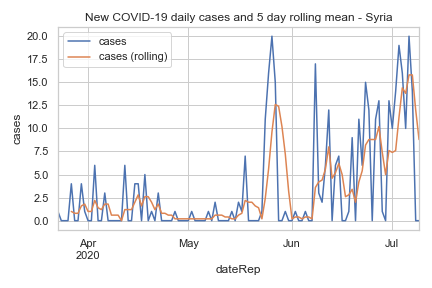 New COVID-19 daily cases and 5 day rolling mean - Syria
cases
cases (rolling)
20.0
17.5
15.0
12.5
10.0
7.5
5.0
2.5
0.0
cases
Apr
2020
May
Jun
Jul
dateRep